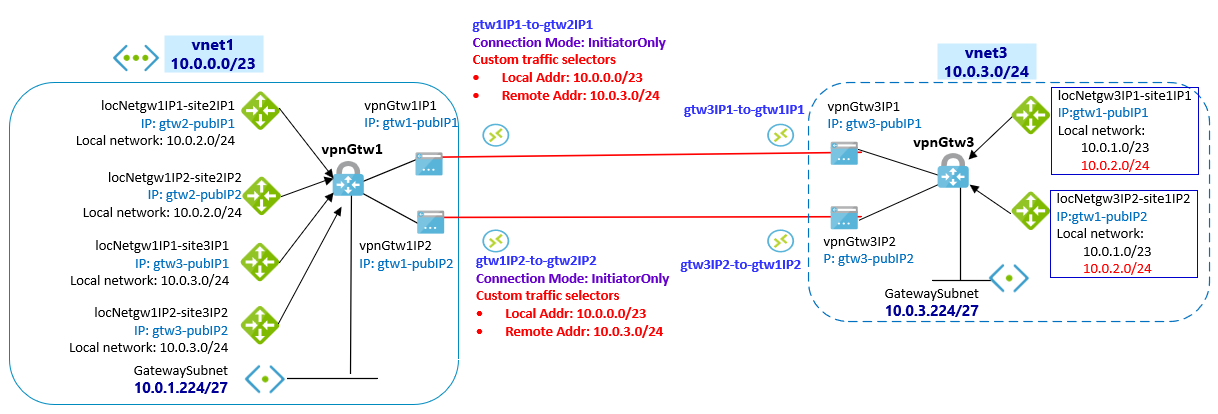 vnet1
10.0.0.0/23
locNetgw1IP1-site2IP1
IP: gtw2-pubIP1
Local network: 10.0.2.0/24
locNetgw1IP2-site2IP2
IP: gtw2-pubIP2
Local network: 10.0.2.0/24
locNetgw1IP1-site3IP1
IP: gtw3-pubIP1
Local network: 10.0.3.0/24
locNetgw1IP2-site3IP2
IP: gtw3-pubIP2
Local network: 10.0.3.0/24
GatewaySubnet
10.0.1.224/27
vpnGtw1
vpnGtw1IP1
IP: gtw1-pubIP1
vpnGtw1IP2
IP: gtw1-pubIP2
gtw1IP1-to-gtw2IP1
Connection Mode: InitiatorOnly
Custom traffic selectors
• Local Addr: 10.0.0.0/23
• Remote Addr: 10.0.3.0/24
gtw1IP2-to-gtw2IP2
Connection Mode: InitiatorOnly
Custom traffic selectors
• Local Addr: 10.0.0.0/23
• Remote Addr: 10.0.3.0/24
gtw3IP1-to-gtw1IP1
gtw3IP2-to-gtw1IP2
vnet3
10.0.3.0/24
vpnGtw3IP1
IP: gtw3-pubIP1
vpnGtw3
vpnGtw3IP2
P: gtw3-pubIP2
locNetgw3IP1-site1IP1
IP:gtw1-pubIP1
Local network:
10.0.1.0/23
10.0.2.0/24
locNetgw3IP2-site1IP2
IP:gtw1-pubIP2
Local network:
10.0.1.0/23
10.0.2.0/24
GatewaySubnet
10.0.3.224/27